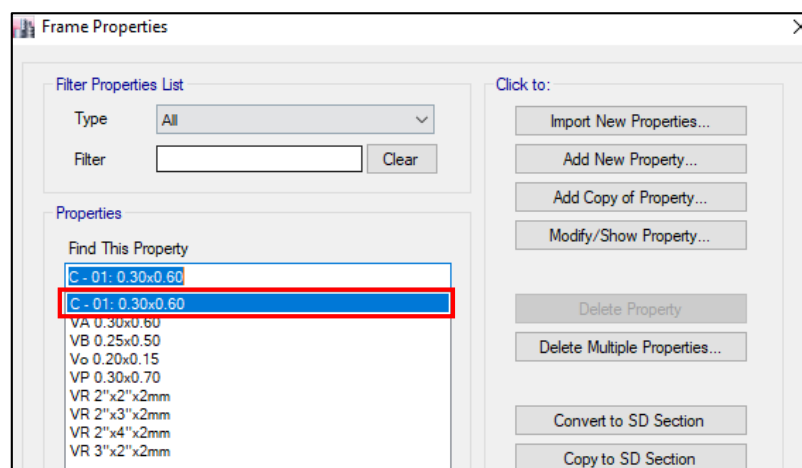 Frame Properties
Filter Properties List
Type
All
Filter
Clear
Properties
Find This Property
C - 01: 0.30x0.60
C - 01: 0.30x0.60
VA 0.30x0.60
VB 0.25x0.50
Vo 0.20x0.15
VP 0.30x0.70
VR 2"x2"x2mm
VR 2"x3"x2mm
VR 2"x4"x2mm
VR 3"x2"x2mm
Click to:
Import New Properties...
Add New Property...
Add Copy of Property...
Modify/Show Property...
Delete Property
Delete Multiple Properties...
Convert to SD Section
Copy to SD Section